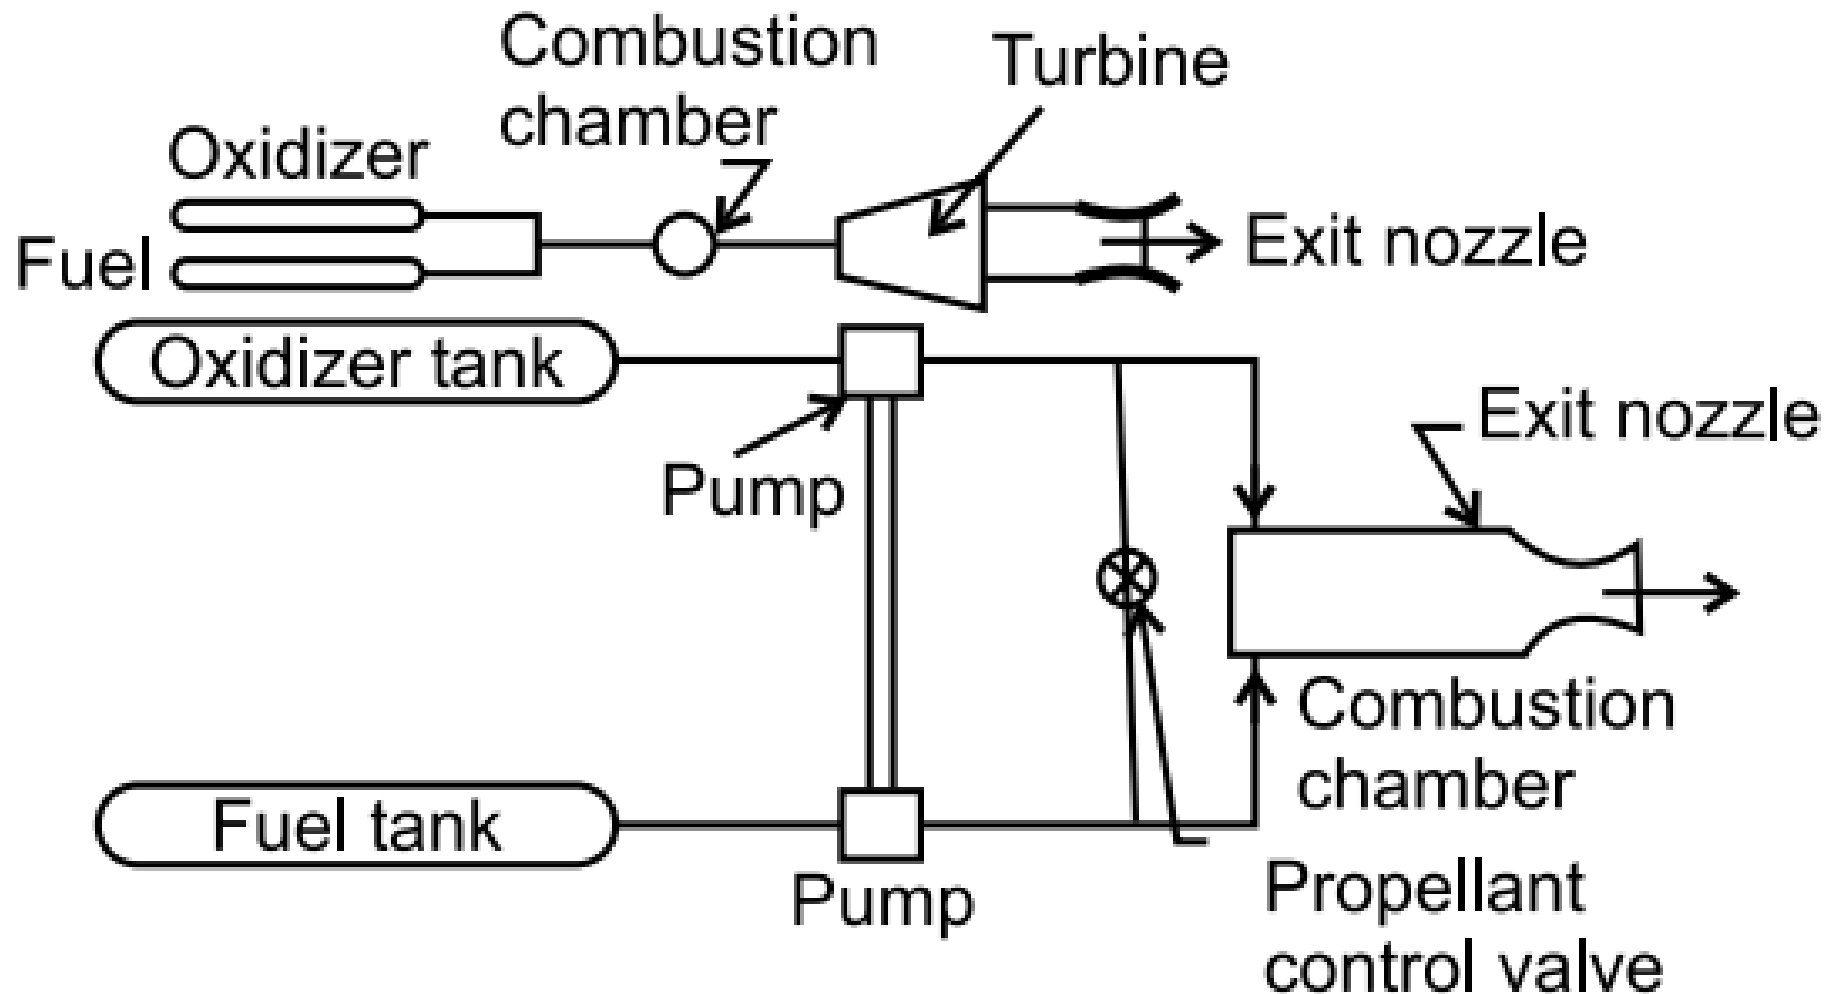 Combustion
chamber
Turbine
Oxidizer
Fuel
Exit nozzle
Oxidizer tank
Pump
Exit nozzle
Combustion
chamber
Fuel tank
Pump
Propellant
control valve